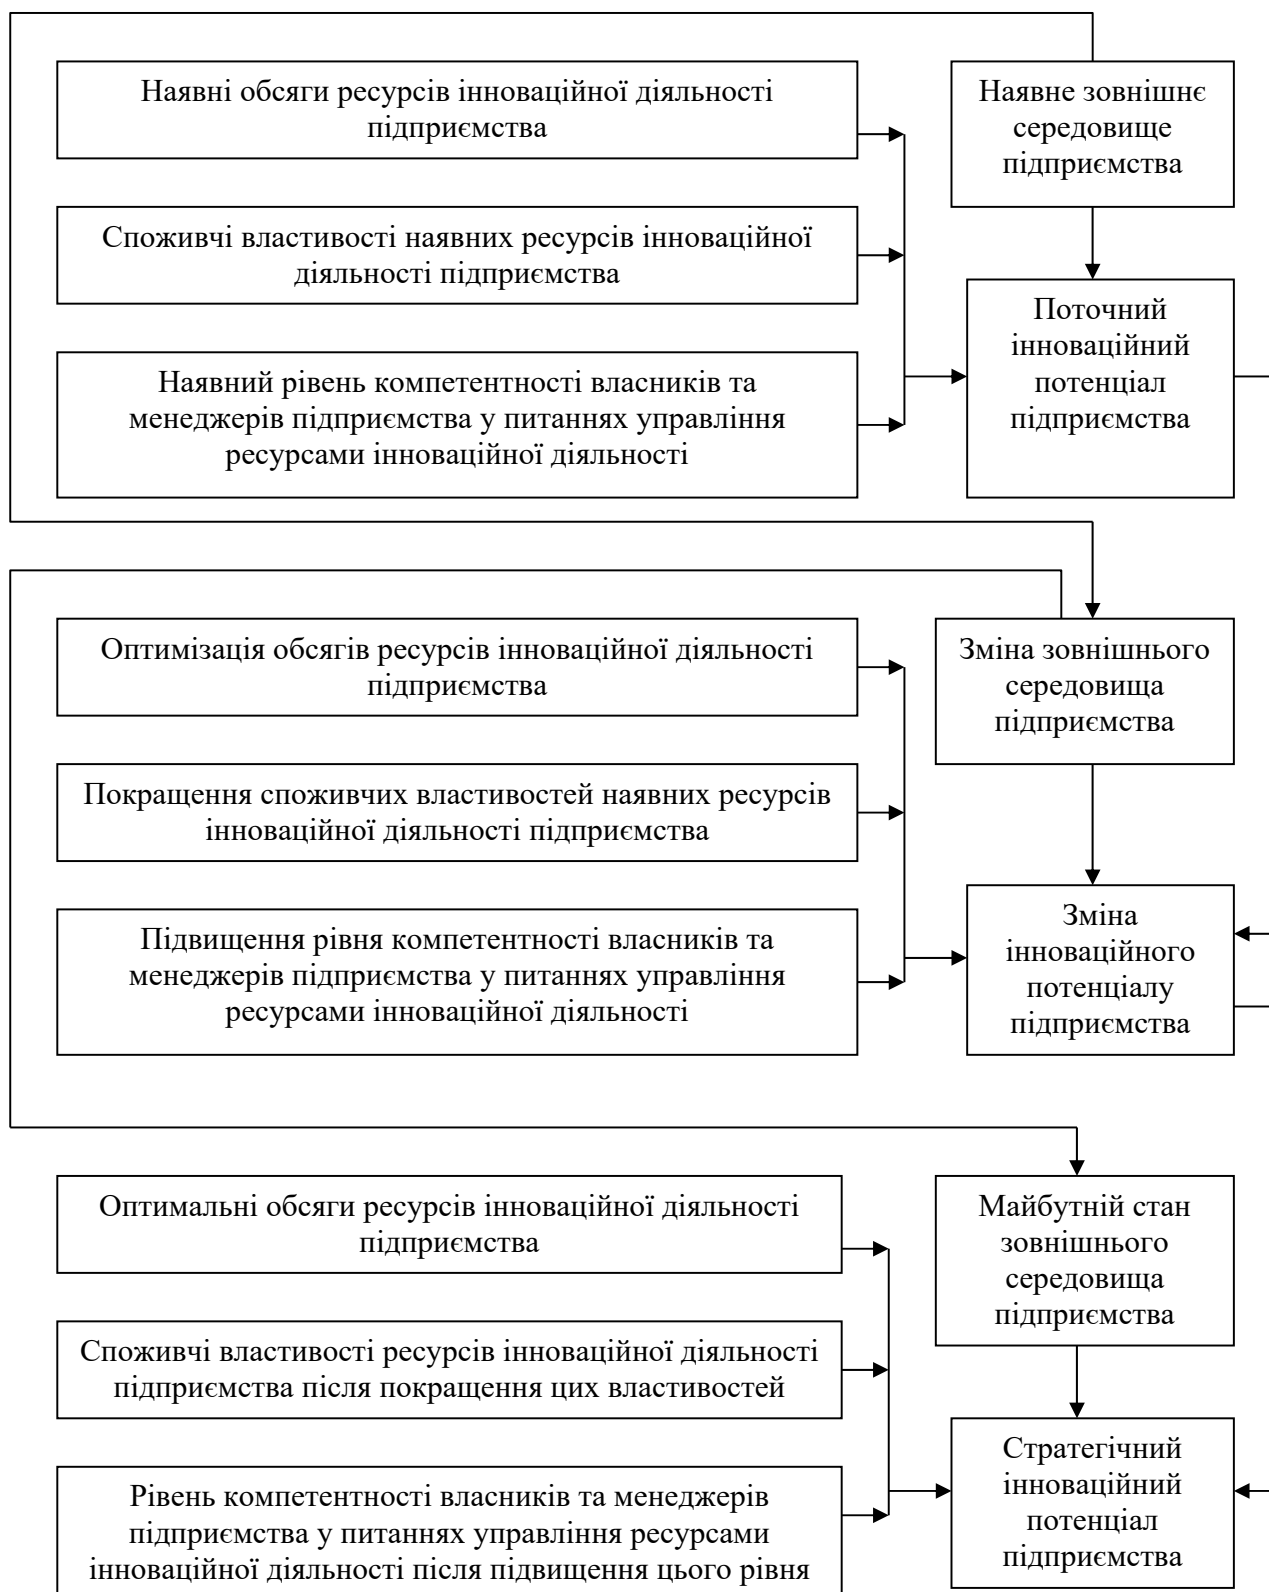 Наявні обсяги ресурсів інноваційної діяльності
підприємства
Наявне зовнішнє
середовище
підприємства
Споживчі властивості наявних ресурсів інноваційної
діяльності підприємства
Поточний
інноваційний
потенціал
підприємства
Наявний рівень компетентності власників та
менеджерів підприємства у питаннях управління
ресурсами інноваційної діяльності
Оптимізація обсягів ресурсів інноваційної діяльності
підприємства
Зміна зовнішнього
середовища
підприємства
Покращення споживчих властивостей наявних ресурсів
інноваційної діяльності підприємства
Підвищення рівня компетентності власників та
менеджерів підприємства у питаннях управління
ресурсами інноваційної діяльності
Зміна
інноваційного
потенціалу
підприємства
Оптимальні обсяги ресурсів інноваційної діяльності
підприємства
Майбутній стан
зовнішнього
середовища
підприємства
Споживчі властивості ресурсів інноваційної діяльності
підприємства після покращення цих властивостей
Стратегічний
інноваційний
потенціал
підприємства
Рівень компетентності власників та менеджерів
підприємства у питаннях управління ресурсами
інноваційної діяльності після підвищення цього рівня